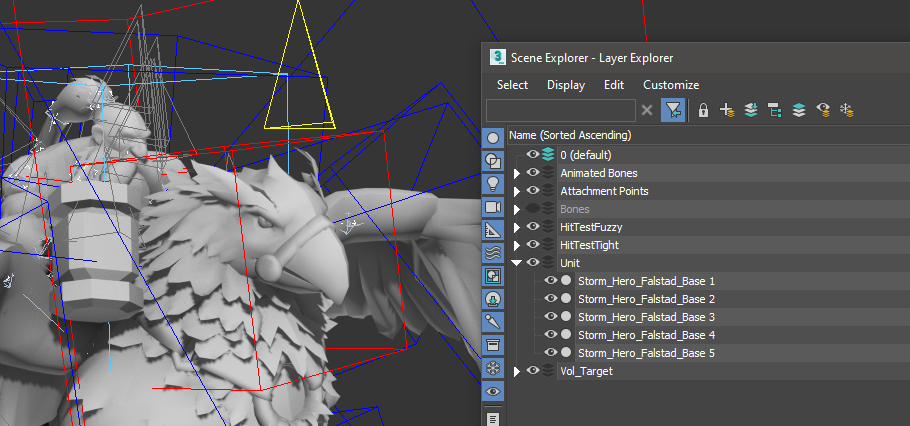 Scene Explorer - Layer Explorer
Select Display Edit Customize
Name (Sorted Ascending)
0 (default)
Animated Bones
Attachment Points
Bones
HitTestFuzzy
HitTestTight
Unit
Storm_Hero_Falstad_Base 1
Storm_Hero_Falstad_Base 2
Storm_Hero_Falstad_Base 3
Storm_Hero_Falstad_Base 4
Storm_Hero_Falstad_Base 5
Vol_Target